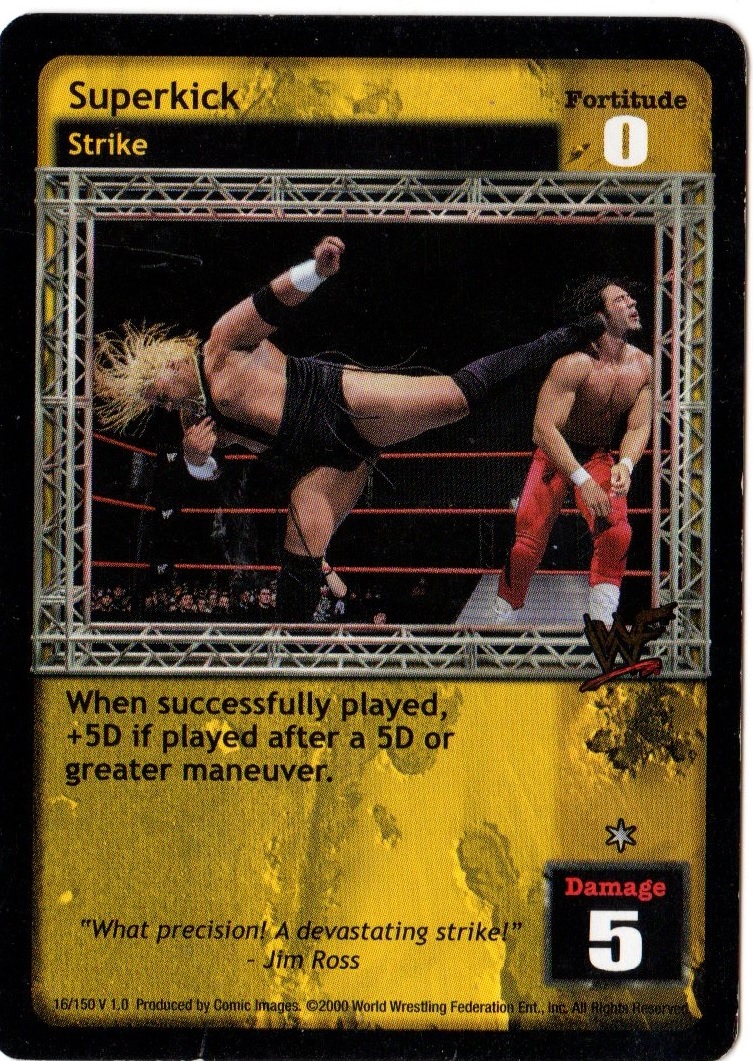 Superkick
Fortitude
0
Strike
WF
When successfully played,
+5D if played after a 5D or
greater maneuver.
Damage
5
"What precision! A devastating strike!"
- Jim Ross
16/150 V 1.0 Produced by Comic Images. ©2000 World Wrestling Federation Ent., Inc. All Rights Reserved